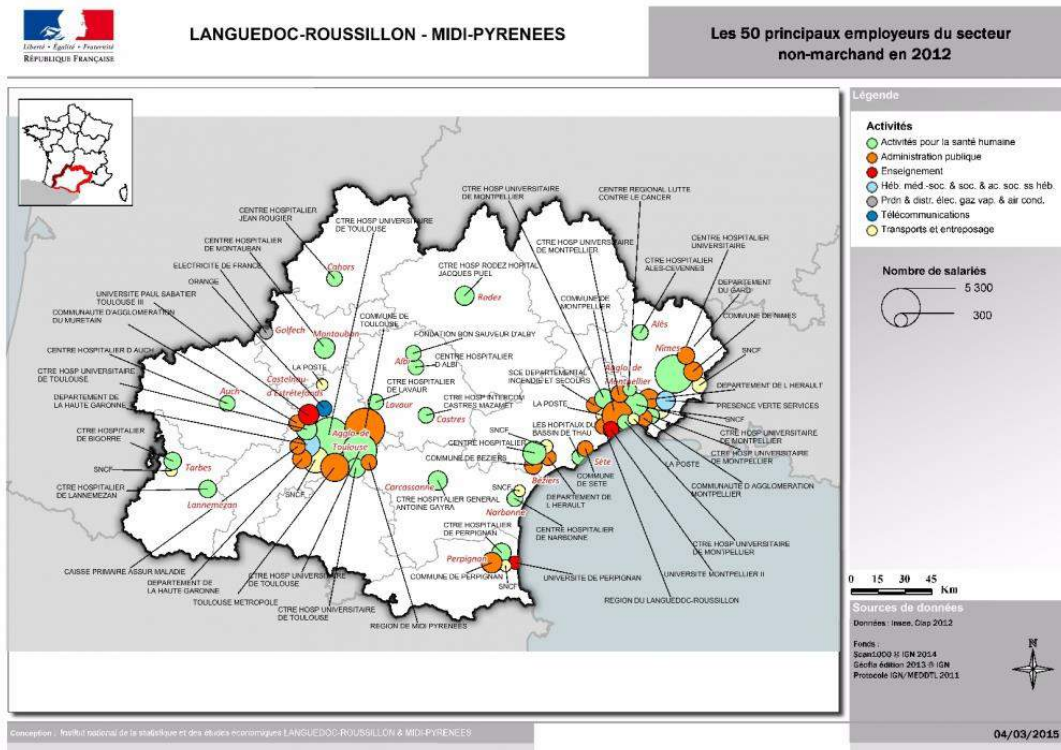 Liberté • Égalité • Fraternité
RÉPUBLIQUE FRANÇAISE
LANGUEDOC-ROUSSILLON - MIDI-PYRENEES
Les 50 principaux employeurs du secteur
non-marchand en 2012
Légende
Activités
Activités pour la santé humaine
Administration publique
Enseignement
Héb. méd.-soc. & soc. & ac. soc. ss héb.
Prdn & distr. élec. gaz vap. & air cond.
Télécommunications
Transports et entreposage
Nombre de salariés
5 300
300
CTRE HOSP UNIVERSITAIRE
DE MONTPELLIER
CENTRE REGIONAL LUTTE
CONTRE LE CANCER
CENTRE HOSPITALIER
JEAN ROUGIER
CTRE HOSP UNIVERSITAIRE
DE TOULOUSE
CTRE HOSP UNIVERSITAIRE
DE MONTPELLIER
CENTRE HOSPITALIER
UNIVERSITAIRE
CENTRE HOSPITALIER
DE MONTAUBAN
CTRE HOSPITALIER
ALES-CEVENNES
ELECTRICITE DE FRANCE
Cahors
CTRE HOSP RODEZ HOPITAL
JACQUES PUEL
DEPARTEMENT
DU GARD
ORANGE
Rodez
COMMUNE DE
MONTPELLIER
UNIVERSITE PAUL SABATIER
TOULOUSE III
COMMUNE DE NIMES
COMMUNAUTE D'AGGLOMERATION
DU MURETAIN
COMMUNE DE
TOULOUSE
Golfech
Montauban
FONDATION BON SAUVEUR D'ALBY
Alès
Nîmes
SNCF
CENTRE HOSPITALIER D AUCH
LA POSTE
Albi
CENTRE HOSPITALIER
D ALBI
Agglo. de
Montpellier
CTRE HOSP UNIVERSITAIRE
DE TOULOUSE
Castelnau
d'Estrétefonds
CTRE HOSPITALIER
DE LAVAUR
SCE DEPARTEMENTAL
INCENDIE ET SECOURS
DEPARTEMENT DE L HERAULT
Auch
Lavaur
DEPARTEMENT DE
LA HAUTE GARONNE
CTRE HOSP INTERCOM
CASTRES MAZAMET
LA POSTE
PRESENCE VERTE SERVICES
Castres
SNCF
CENTRE HOSPITALIER
DE BIGORRE
Agglo. de
Toulouse
SNCF
LES HOPITAUX DU
BASSIN DE THAU
CTRE HOSP UNIVERSITAIRE
DE MONTPELLIER
CENTRE HOSPITALIER
COMMUNE DE BEZIERS
CTRE HOSP UNIVERSITAIRE
DE MONTPELLIER
SNCF
Tarbes
Béziers
Sète
LA POSTE
CTRE HOSPITALIER
DE LANNEMEZAN
SNCF
Carcassonne
COMMUNE
DE SETE
COMMUNAUTE D AGGLOMERATION
MONTPELLIER
Lannemezan
CTRE HOSPITALIER GENERAL
ANTOINE GAYRA
SNCF
DEPARTEMENT DE
L HERAULT
Narbonne
CTRE HOSPITALIER
DE PERPIGNAN
CENTRE HOSPITALIER
DE NARBONNE
CTRE HOSP UNIVERSITAIRE
DE MONTPELLIER
Perpignan
CAISSE PRIMAIRE ASSUR MALADIE
UNIVERSITE MONTPELLIER II
DEPARTEMENT DE
LA HAUTE GARONNE
CTRE HOSP UNIVERSITAIRE
DE TOULOUSE
COMMUNE DE PERPIGNAN
UNIVERSITE DE PERPIGNAN
SNCF
TOULOUSE METROPOLE
REGION DU LANGUEDOC-ROUSSILLON
CTRE HOSP UNIVERSITAIRE
DE TOULOUSE
REGION DE MIDI PYRENEES
0 15 30 45
Km
Sources de données
Données : Insee, Clap 2012
Fonds :
Scan1000 ® IGN 2014
Géofla édition 2013 ® IGN
Protocole IGN/MEDDTL 2011
N
Conception : Institut national de la statistique et des études économiques LANGUEDOC-ROUSSILLON & MIDI-PYRENEES
04/03/2015